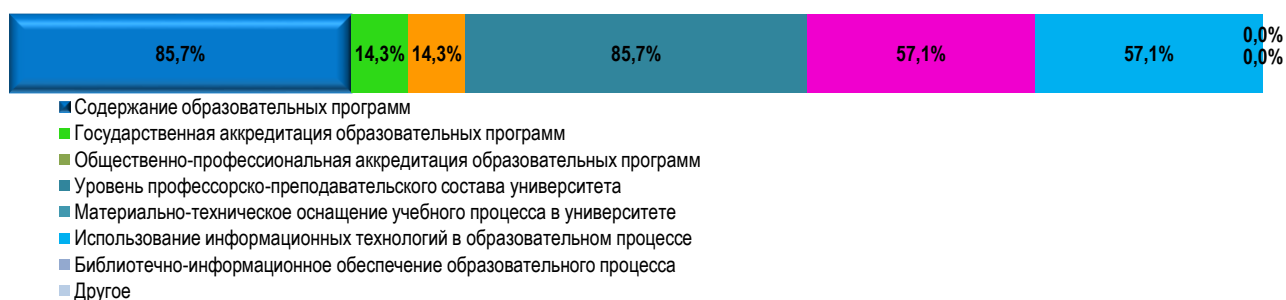 85,7% 14,3% 14,3% 85,7% 57,1% 57,1% 0,0%
0,0%
Содержание образовательных программ
Государственная аккредитация образовательных программ
Общественно-профессиональная аккредитация образовательных программ
Уровень профессорско-преподавательского состава университета
Материально-техническое оснащение учебного процесса в университете
Использование информационных технологий в образовательном процессе
Библиотечно-информационное обеспечение образовательного процесса
Другое